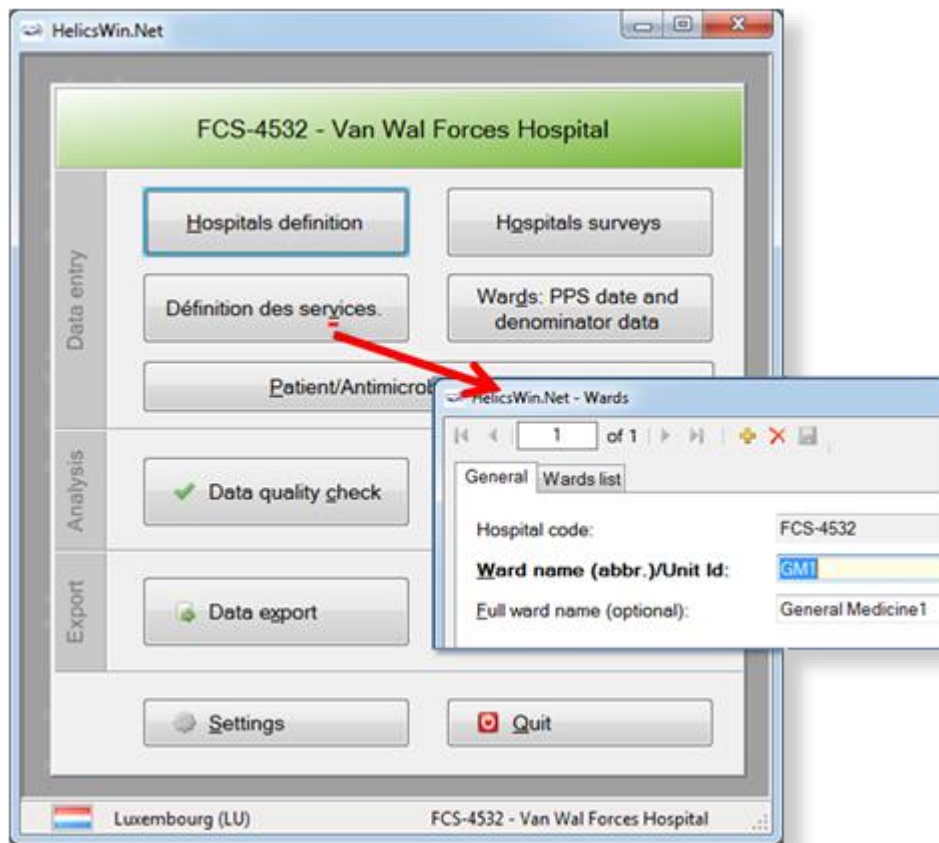 HelicsWin.Net
FCS-4532 - Van Wal Forces Hospital
Data entry
Hospitals definition
Hospitals surveys
Définition des services.
Wards: PPS date and
denominator data
Patient/Antimicrob
HelicsWin.Net - Wards
1 of 1
General Wards list
Hospital code: FCS-4532
Ward name (abbr.)/Unit Id: GM1
Full ward name (optional): General Medicine1
Analysis
Data quality check
Export
Data export
Settings
Quit
Luxembourg (LU)
FCS-4532 - Van Wal Forces Hospital